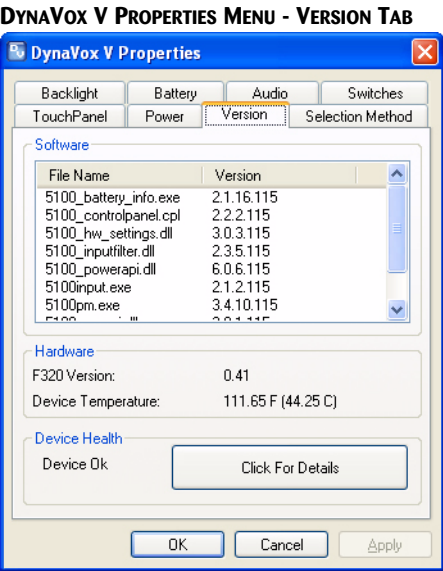 DYNAVOX V PROPERTIES MENU - VERSION TAB
DynaVox V Properties
Backlight Battery Audio Switches
TouchPanel Power Version Selection Method
Software
File Name Version
5100_battery_info.exe 2.1.16.115
5100_controlpanel.cpl 2.2.2.115
5100_hw_settings.dll 3.0.3.115
5100_inputfilter.dll 2.3.5.115
5100_powerapi.dll 6.0.6.115
5100input.exe 2.1.2.115
5100pm.exe 3.4.10.115
Hardware
F320 Version: 0.41
Device Temperature: 111.65 F (44.25 C)
Device Health
Device Ok Click For Details
OK Cancel Apply